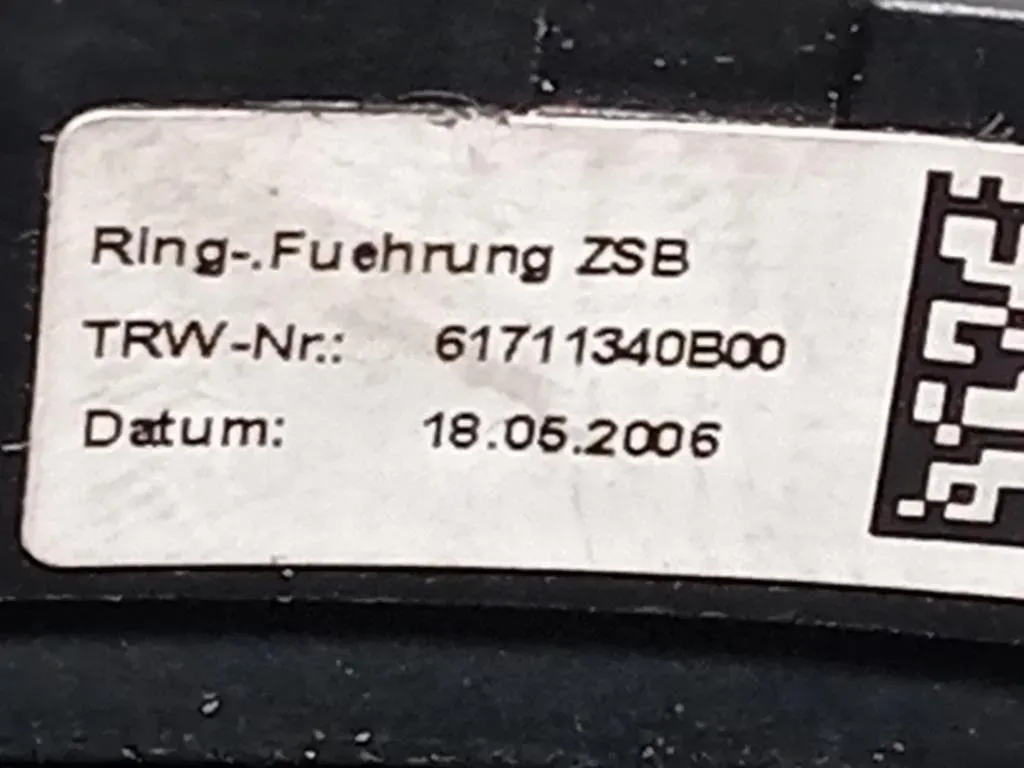 Ring-.Fuehrung ZSB
TRW-Nr.: 61711340B00
Datum: 18.05.2006